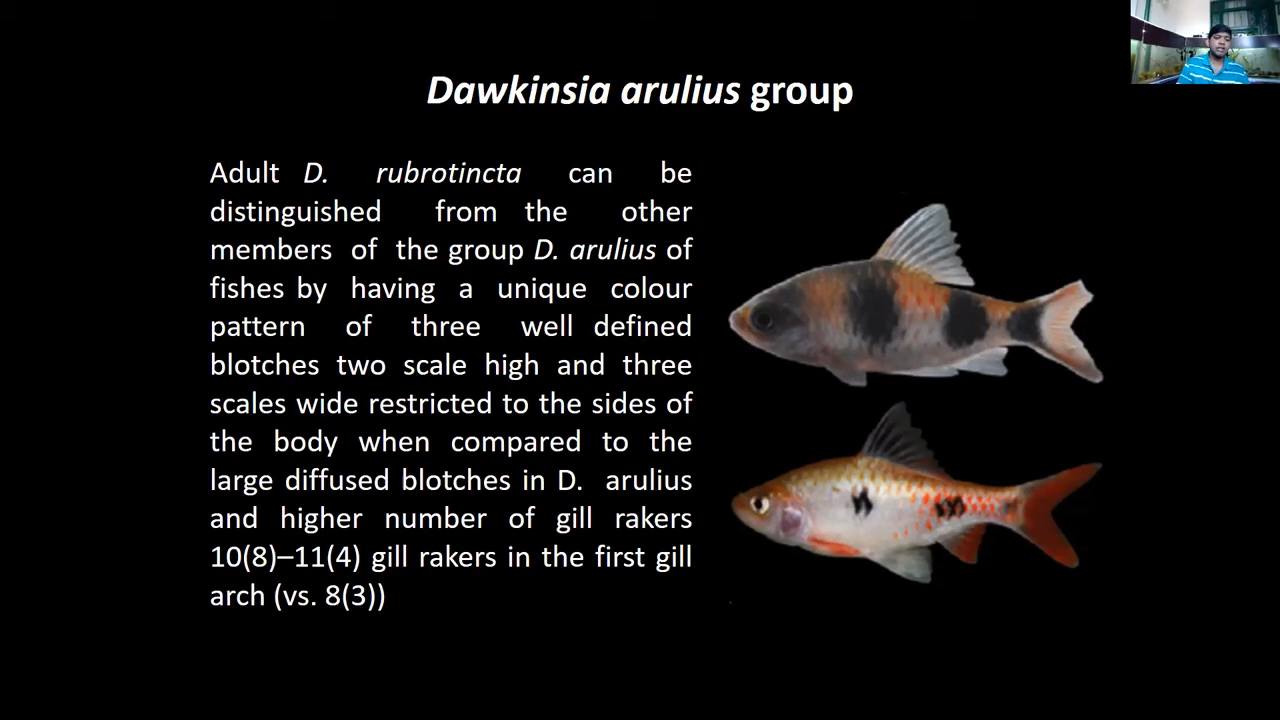 Dawkinsia arulius group
Adult D. rubrotincta can be
distinguished from the other
members of the group D. arulius of
fishes by having a unique colour
pattern of three well defined
blotches two scale high and three
scales wide restricted to the sides of
the body when compared to the
large diffused blotches in D. arulius
and higher number of gill rakers
10(8)–11(4) gill rakers in the first gill
arch (vs. 8(3))